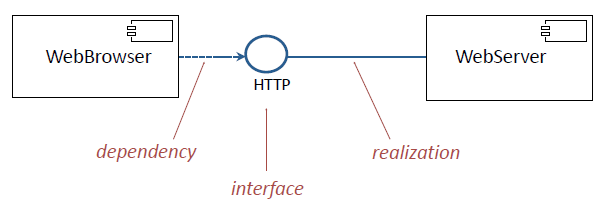 WebBrowser
WebServer
HTTP
dependency
realization
interface